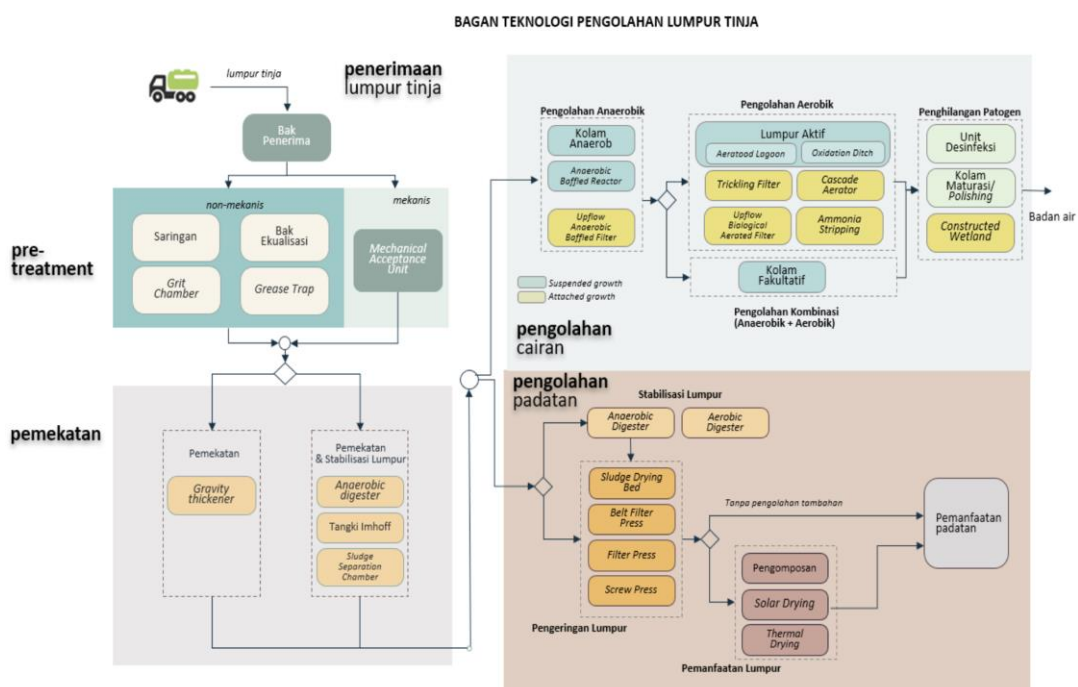 BAGAN TEKNOLOGI PENGOLAHAN LUMPUR TINJA
lumpur tinja
penerimaan
lumpur tinja
Bak
Penerima
pre-
treatment
non-mekanis
mekanis
Saringan
Bak
Ekualisasi
Grit
Chamber
Grease Trap
Mechanical
Acceptance
Unit
pemekatan
Pemekatan
Gravity
thickener
Pemekatan
& Stabilisasi Lumpur
Anaerobic
digester
Tangki Imhoff
Sludge
Separation
Chamber
Pengolahan Anaerobik
Kolam
Anaerob
Anaerobic
Baffled Reactor
Upflow
Anaerobic
Baffled Filter
Pengolahan Aerobik
Lumpur Aktif
Aeratood Lagoon
Oxidation Ditch
Trickling Filter
Cascade
Aerator
Upflow
Biological
Aerated Filter
Ammonia
Stripping
Kolam
Fakultatif
Pengolahan Kombinasi
(Anaerobik + Aerobik)
Penghilangan Patogen
Unit
Desinfeksi
Kolam
Maturasi/
Polishing
Constructed
Wetland
Badan air
Suspended growth
Attached growth
pengolahan
cairan
pengolahan
padatan
Stabilisasi Lumpur
Anaerobic
Digester
Aerobic
Digester
Sludge Drying
Bed
Belt Filter
Press
Filter Press
Screw Press
Pengeringan Lumpur
Tanpa pengolahan tambahan
Pengomposan
Solar Drying
Thermal
Drying
Pemanfaatan Lumpur
Pemanfaatan
padatan